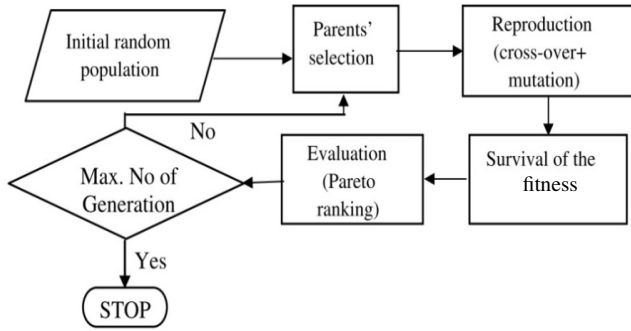 Initial random
population
Parents'
selection
Reproduction
(cross-over+
mutation)
No
Max. No of
Generation
Evaluation
(Pareto
ranking)
Survival of the
fitness
Yes
STOP